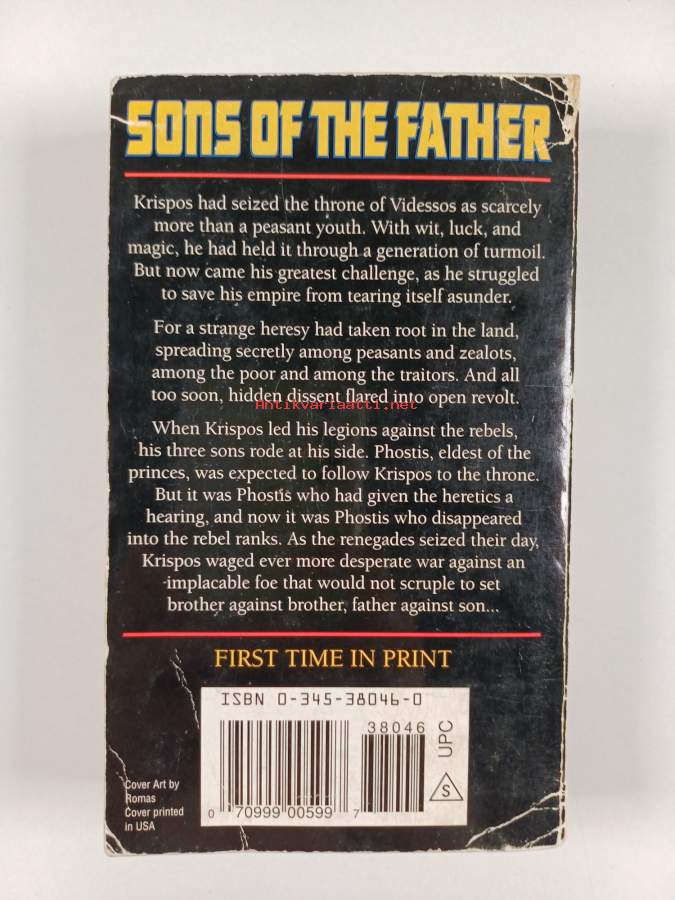 SONS OF THE FATHER
Krispos had seized the throne of Videssos as scarcely
more than a peasant youth. With wit, luck, and
magic, he had held it through a generation of turmoil.
But now came his greatest challenge, as he struggled
to save his empire from tearing itself asunder.
For a strange heresy had taken root in the land,
spreading secretly among peasants and zealots,
among the poor and among the traitors. And all
too soon, hidden dissent flared into open revolt.
Antikvariaatti.net
When Krispos led his legions against the rebels,
his three sons rode at his side. Phostis, eldest of the
princes, was expected to follow Krispos to the throne.
But it was Phostis who had given the heretics a
hearing, and now it was Phostis who disappeared
into the rebel ranks. As the renegades seized their day,
Krispos waged ever more desperate war against an
implacable foe that would not scruple to set
brother against brother, father against son...
FIRST TIME IN PRINT
ISBN 0-345-38046-0
38046
UPC
S
0 70999 00599 7
Cover Art by
Romas
Cover printed
in USA